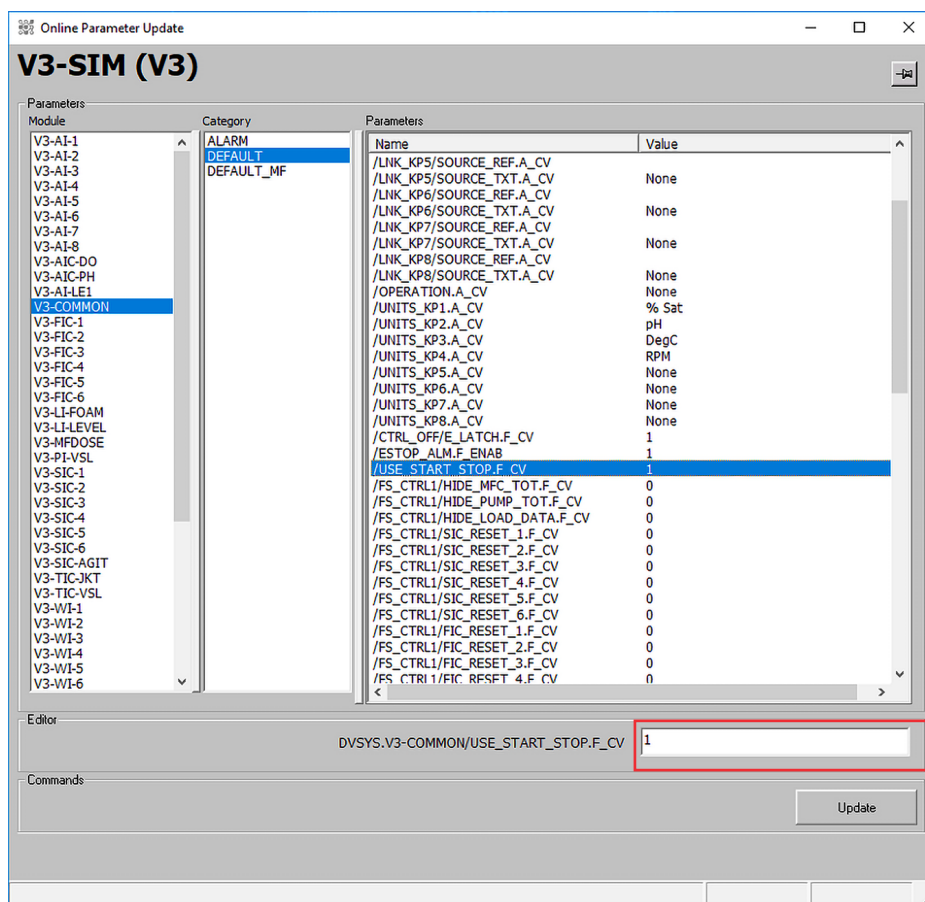 Online Parameter Update
V3-SIM (V3)
Parameters
Module
Category
Parameters
V3-AI-1
V3-AI-2
V3-AI-3
V3-AI-4
V3-AI-5
V3-AI-6
V3-AI-7
V3-AI-8
V3-AIC-DO
V3-AIC-PH
V3-AI-LE1
V3-COMMON
V3-FIC-1
V3-FIC-2
V3-FIC-3
V3-FIC-4
V3-FIC-5
V3-FIC-6
V3-LI-FOAM
V3-LI-LEVEL
V3-MFDOSE
V3-PI-VSL
V3-SIC-1
V3-SIC-2
V3-SIC-3
V3-SIC-4
V3-SIC-5
V3-SIC-6
V3-SIC-AGIT
V3-TIC-JKT
V3-TIC-VSL
V3-WI-1
V3-WI-2
V3-WI-3
V3-WI-4
V3-WI-5
V3-WI-6
ALARM
DEFAULT
DEFAULT_MF
Name Value
/LNK_KP5/SOURCE_REF.A_CV
/LNK_KP5/SOURCE_TXT.A_CV None
/LNK_KP6/SOURCE_REF.A_CV
/LNK_KP6/SOURCE_TXT.A_CV None
/LNK_KP7/SOURCE_REF.A_CV
/LNK_KP7/SOURCE_TXT.A_CV None
/LNK_KP8/SOURCE_REF.A_CV
/LNK_KP8/SOURCE_TXT.A_CV None
/OPERATION.A_CV None
/UNITS_KP1.A_CV % Sat
/UNITS_KP2.A_CV pH
/UNITS_KP3.A_CV DegC
/UNITS_KP4.A_CV RPM
/UNITS_KP5.A_CV None
/UNITS_KP6.A_CV None
/UNITS_KP7.A_CV None
/UNITS_KP8.A_CV None
/CTRL_OFF/E_LATCH.F_CV 1
/ESTOP_ALM.F_ENAB 1
/USE_START_STOP.F_CV 1
/FS_CTRL1/HIDE_MFC_TOT.F_CV 0
/FS_CTRL1/HIDE_PUMP_TOT.F_CV 0
/FS_CTRL1/HIDE_LOAD_DATA.F_CV 0
/FS_CTRL1/SIC_RESET_1.F_CV 0
/FS_CTRL1/SIC_RESET_2.F_CV 0
/FS_CTRL1/SIC_RESET_3.F_CV 0
/FS_CTRL1/SIC_RESET_4.F_CV 0
/FS_CTRL1/SIC_RESET_5.F_CV 0
/FS_CTRL1/SIC_RESET_6.F_CV 0
/FS_CTRL1/FIC_RESET_1.F_CV 0
/FS_CTRL1/FIC_RESET_2.F_CV 0
/FS_CTRL1/FIC_RESET_3.F_CV 0
/FS_CTRL1/FIC_RESET_4.F_CV 0
Editor
DVSYS.V3-COMMON/USE_START_STOP.F_CV 1
Commands
Update